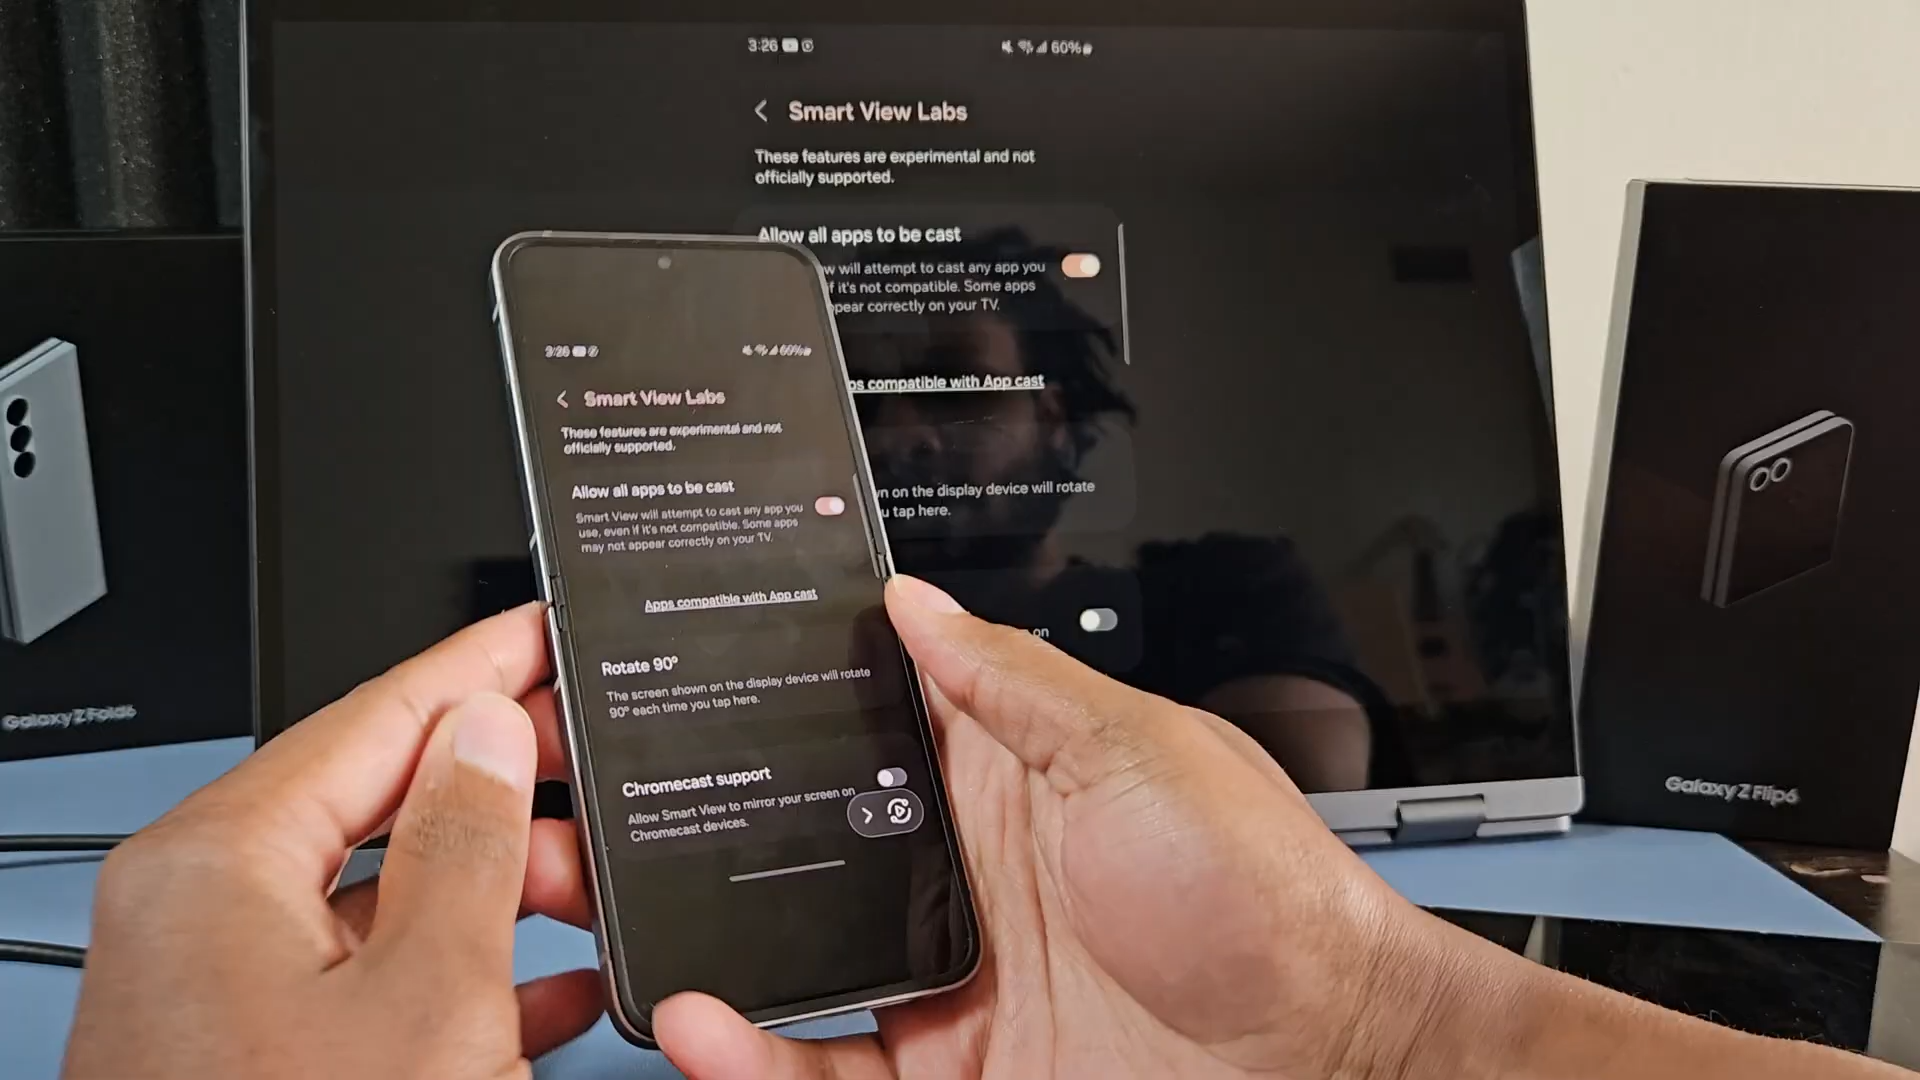 3:26
60%
Smart View Labs
These features are experimental and not
officially supported.
Allow all apps to be cast
w will attempt to cast any app you
f it's not compatible. Some apps
pear correctly on your TV.
ps compatible with App cast
n on the display device will rotate
u tap here.
on
3:26
60%
Smart View Labs
These features are experimental and not
officially supported.
Allow all apps to be cast
Smart View will attempt to cast any app you
use, even if it's not compatible. Some apps
may not appear correctly on your TV.
Apps compatible with App cast
Rotate 90°
The screen shown on the display device will rotate
90° each time you tap here.
Chromecast support
Allow Smart View to mirror your screen on
Chromecast devices.
Galaxy Z Fold6
Galaxy Z Flip6